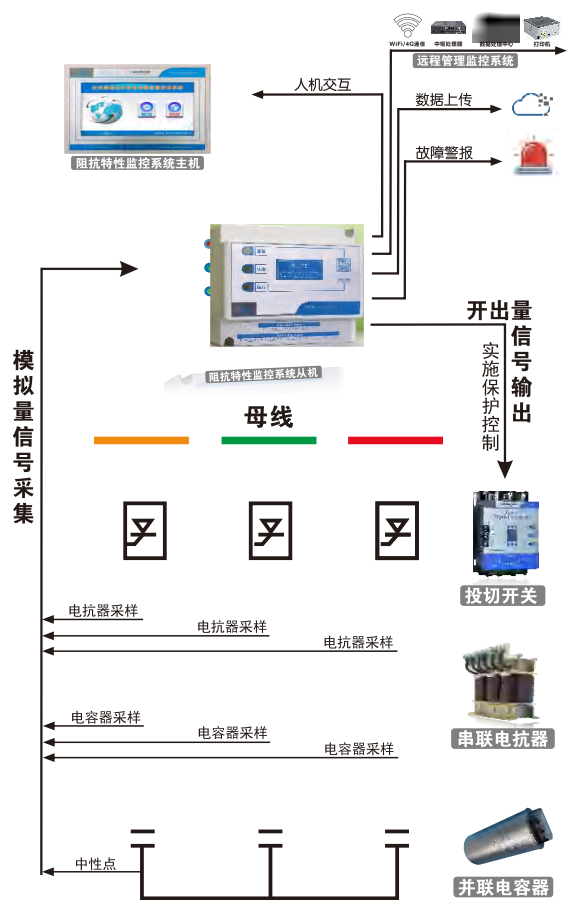 WiFi/4G通信
中枢处理器
数据处理中心
打印机
远程管理监控系统
人机交互
数据上传
故障警报
阻抗特性监控系统主机
开出量信号输出
实施保护控制
模拟量信号采集
阻抗特性监控系统从机
母线
投切开关
电抗器采样
电抗器采样
电抗器采样
电容器采样
电容器采样
电容器采样
串联电抗器
中性点
并联电容器